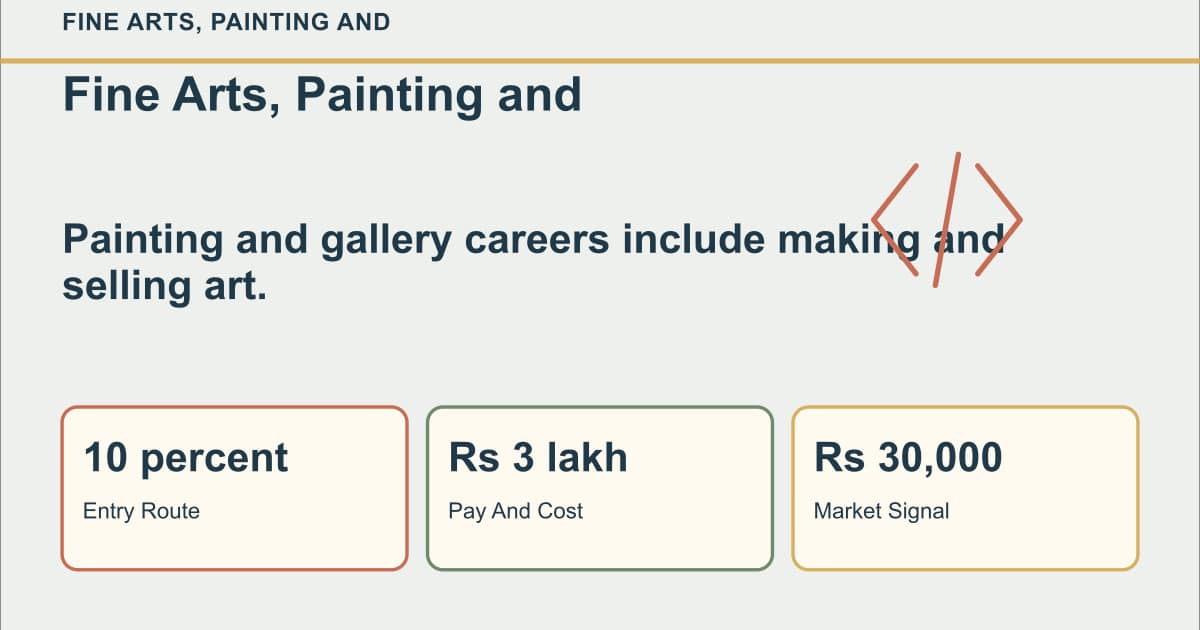 FINE ARTS, PAINTING AND
Fine Arts, Painting and
Painting and gallery careers include making and
selling art.
10 percent
Entry Route
Rs 3 lakh
Pay And Cost
Rs 30,000
Market Signal